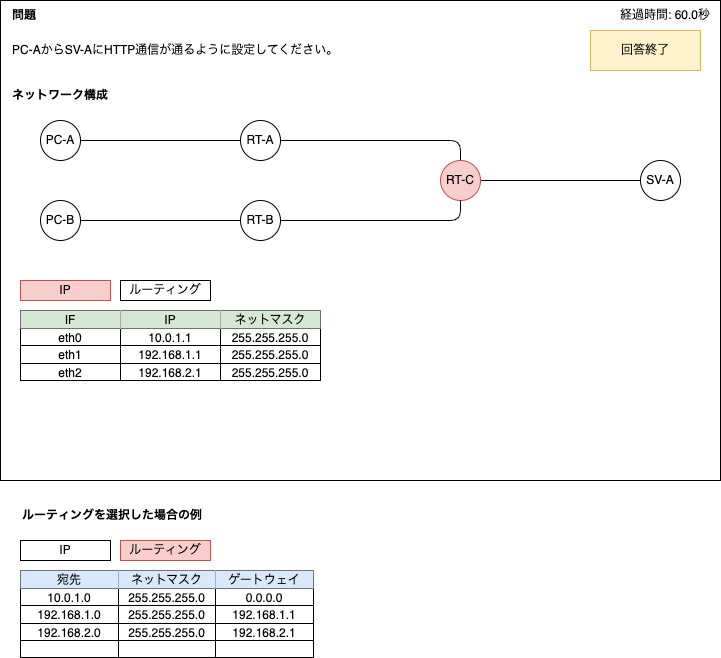 問題
経過時間: 60.0秒
PC-AからSV-AにHTTP通信が通るように設定してください。
回答終了
ネットワーク構成
PC-A
RT-A
RT-C
SV-A
PC-B
RT-B
IP ルーティング
IF IP ネットマスク
eth0 10.0.1.1 255.255.255.0
eth1 192.168.1.1 255.255.255.0
eth2 192.168.2.1 255.255.255.0
ルーティングを選択した場合の例
IP ルーティング
宛先 ネットマスク ゲートウェイ
10.0.1.0 255.255.255.0 0.0.0.0
192.168.1.0 255.255.255.0 192.168.1.1
192.168.2.0 255.255.255.0 192.168.2.1